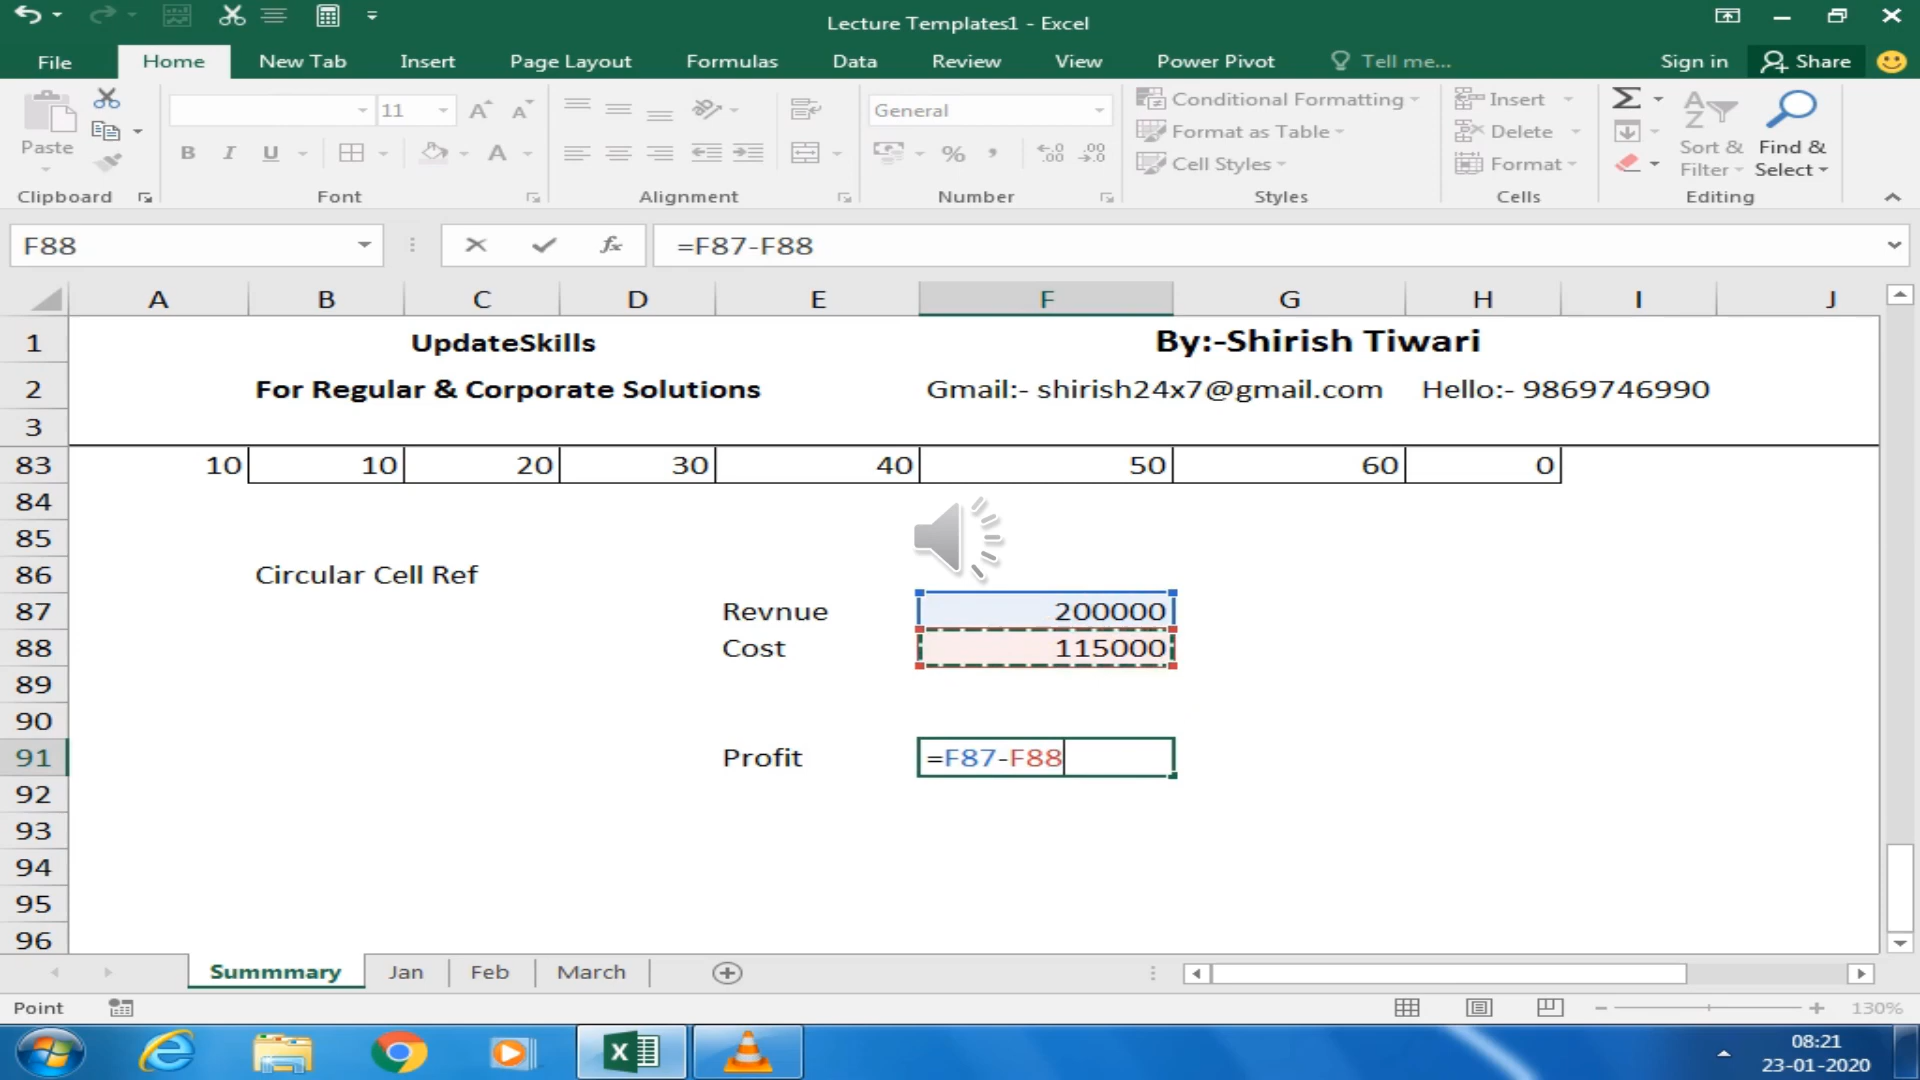 Lecture Templates1 - Excel
File Home New Tab Insert Page Layout Formulas Data Review View Power Pivot Tell me... Sign in Share
Paste
Clipboard
11
B I U A
Font
Alignment
General
%
Number
Conditional Formatting
Format as Table
Cell Styles
Styles
Insert
Delete
Format
Cells
Sort & Filter
Find & Select
Editing
F88 fx =F87-F88
A B C D E F G H I J
1 UpdateSkills By:-Shirish Tiwari
2 For Regular & Corporate Solutions Gmail:- shirish24x7@gmail.com Hello:- 9869746990
3
83 10 10 20 30 40 50 60 0
84
85
86 Circular Cell Ref
87 Revnue 200000
88 Cost 115000
89
90
91 Profit =F87-F88
92
93
94
95
96
Summmary Jan Feb March
Point 130%
08:21
23-01-2020